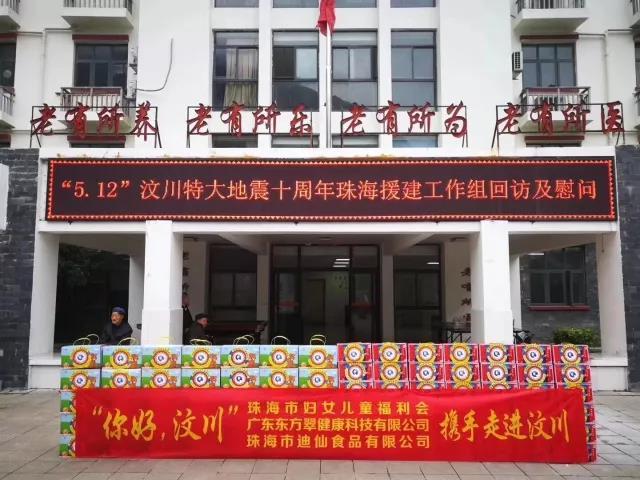 老有所养 老有所乐 老有所为 老有所医
“5.12”汶川特大地震十周年珠海援建工作组回访及慰问
“你好,汶川”
珠海市妇女儿童福利会
广东东方翠健康科技有限公司
珠海市迪仙食品有限公司
携手走进汶川